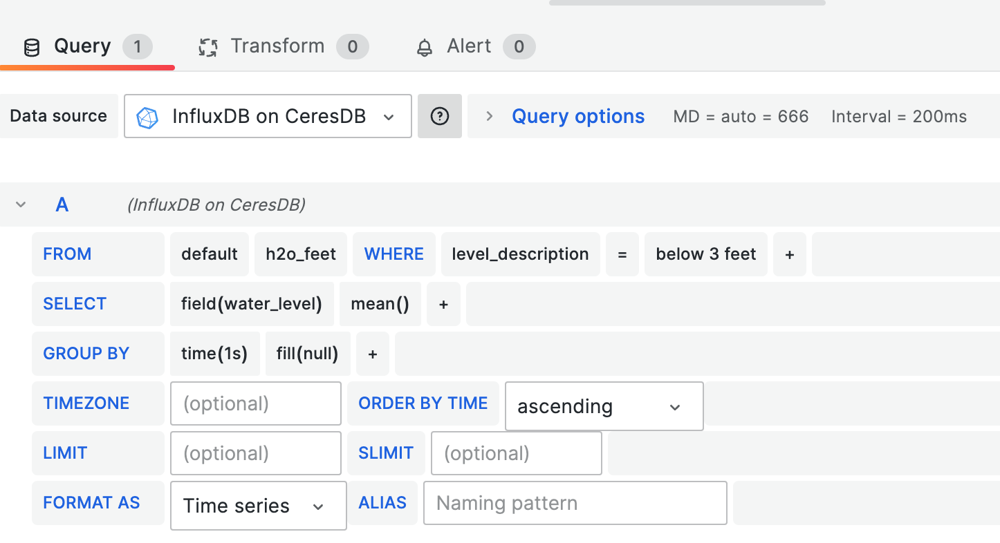 Query 1 Transform 0 Alert 0
Data source InfluxDB on CeresDB ? Query options MD = auto = 666 Interval = 200ms
A (InfluxDB on CeresDB)
FROM default h2o_feet WHERE level_description = below 3 feet +
SELECT field(water_level) mean() +
GROUP BY time(1s) fill(null) +
TIMEZONE (optional) ORDER BY TIME ascending
LIMIT (optional) SLIMIT (optional)
FORMAT AS Time series ALIAS Naming pattern